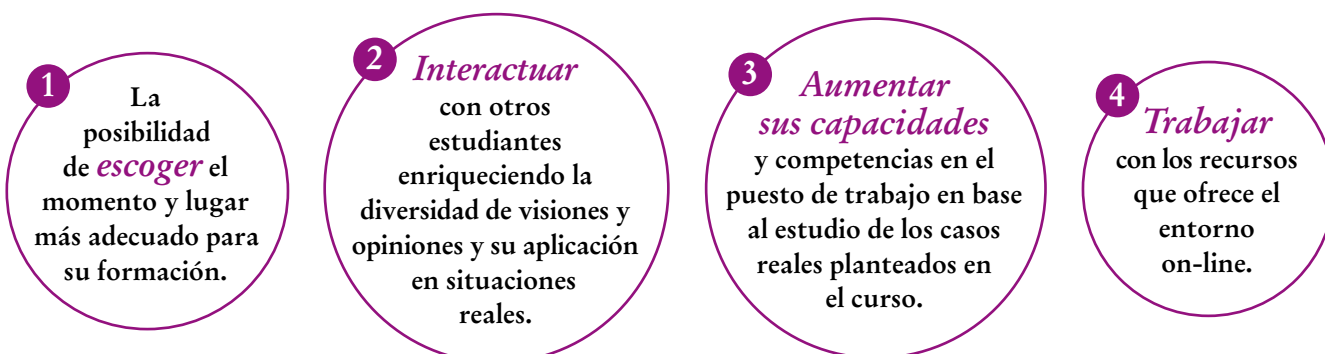 1
La
posibilidad
de escoger el
momento y lugar
más adecuado para
su formación.
2
Interactuar
con otros
estudiantes
enriqueciendo la
diversidad de visiones y
opiniones y su aplicación
en situaciones
reales.
3
Aumentar
sus capacidades
y competencias en el
puesto de trabajo en base
al estudio de los casos
reales planteados en
el curso.
4
Trabajar
con los recursos
que ofrece el
entorno
on-line.